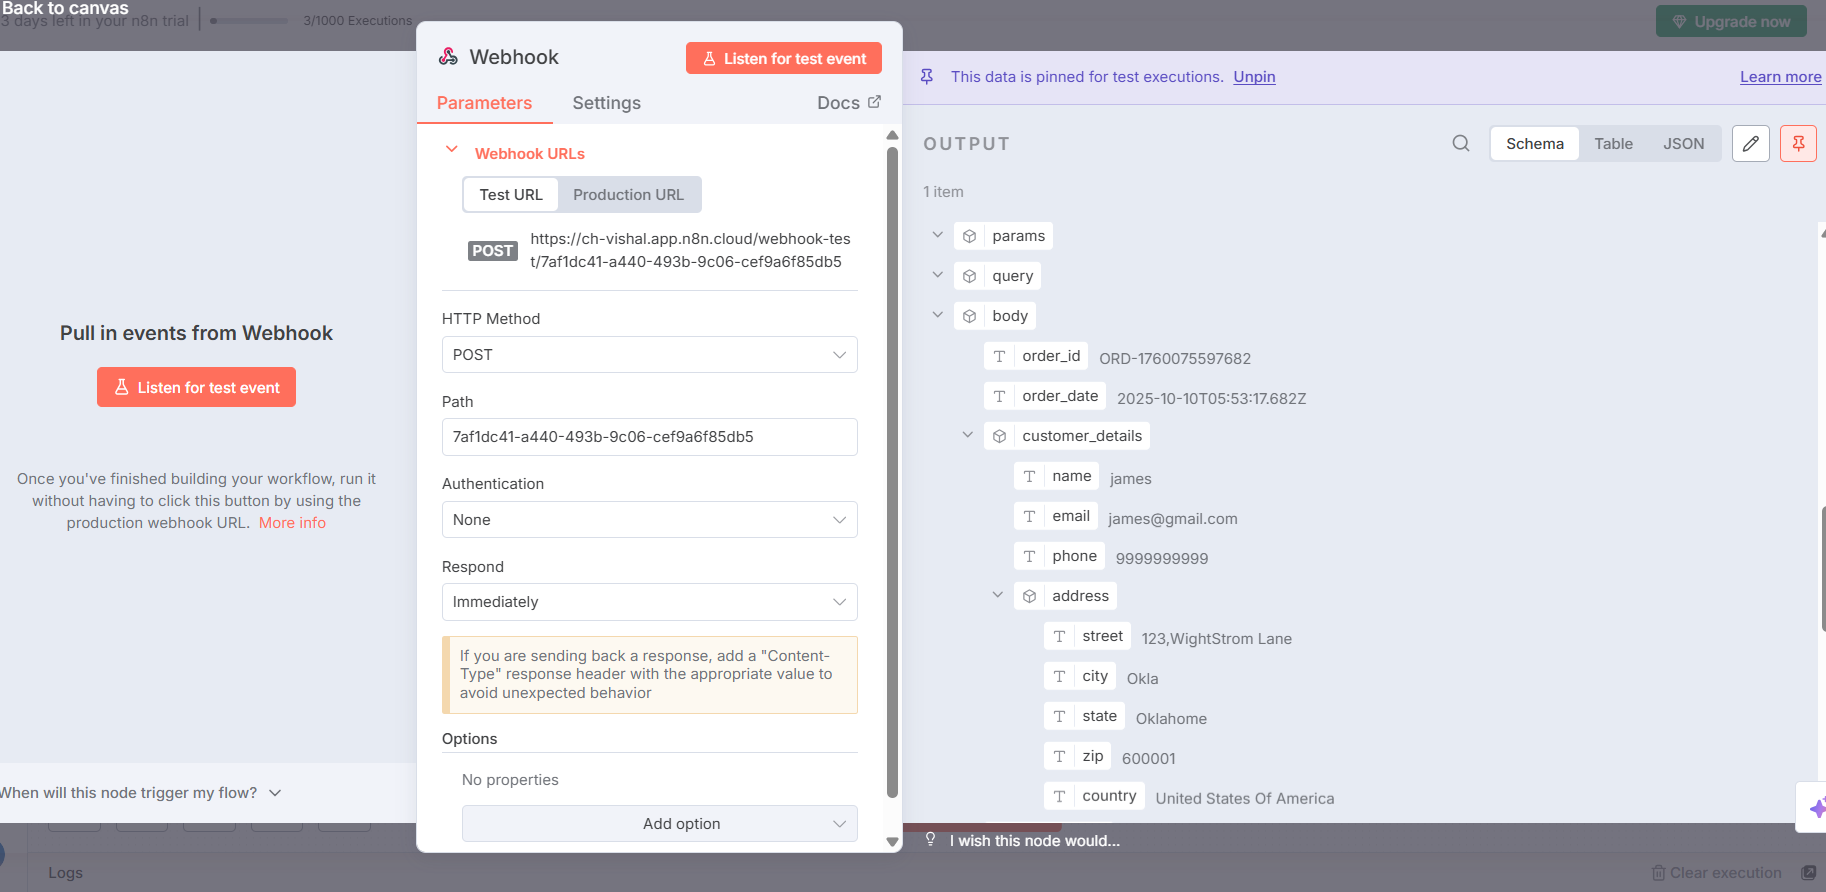 Back to canvas
3 days left in your n8n trial
3/1000 Executions
Upgrade now
Pull in events from Webhook
Listen for test event
Once you've finished building your workflow, run it
without having to click this button by using the
production webhook URL. More info
When will this node trigger my flow?
Webhook
Listen for test event
Parameters
Settings
Docs
Webhook URLs
Test URL
Production URL
POST
https://ch-vishal.app.n8n.cloud/webhook-tes
t/7af1dc41-a440-493b-9c06-cef9a6f85db5
HTTP Method
POST
Path
7af1dc41-a440-493b-9c06-cef9a6f85db5
Authentication
None
Respond
Immediately
If you are sending back a response, add a "Content-
Type" response header with the appropriate value to
avoid unexpected behavior
Options
No properties
Add option
This data is pinned for test executions. Unpin
Learn more
OUTPUT
Schema
Table
JSON
1 item
params
query
body
order_id ORD-1760075597682
order_date 2025-10-10T05:53:17.682Z
customer_details
name james
email james@gmail.com
phone 9999999999
address
street 123,WightStrom Lane
city Okla
state Oklahome
zip 600001
country United States Of America
I wish this node would...
Logs
Clear execution